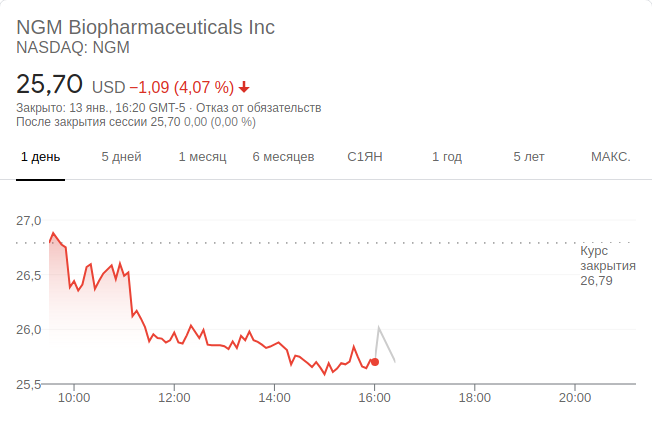 NGM Biopharmaceuticals Inc
NASDAQ: NGM
25,70 USD −1,09 (4,07 %)
Закрыто: 13 янв., 16:20 GMT-5 · Отказ от обязательств
После закрытия сессии 25,70 0,00 (0,00 %)
1 день 5 дней 1 месяц 6 месяцев С1ЯН 1 год 5 лет МАКС.
27,0
Курс
закрытия
26,79
26,5
26,0
25,5
10:00 12:00 14:00 16:00 18:00 20:00